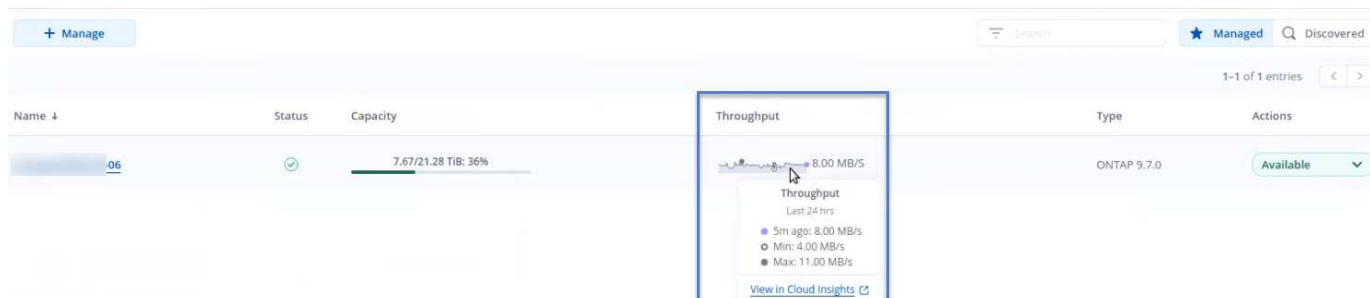 + Manage
Search
Managed
Discovered
1-1 of 1 entries
Name ↓ Status Capacity Throughput Type Actions
-06 7.67/21.28 TiB: 36% 8.00 MB/S ONTAP 9.7.0 Available
Throughput
Last 24 hrs
5m ago: 8.00 MB/s
Min: 4.00 MB/s
Max: 11.00 MB/s
View in Cloud Insights